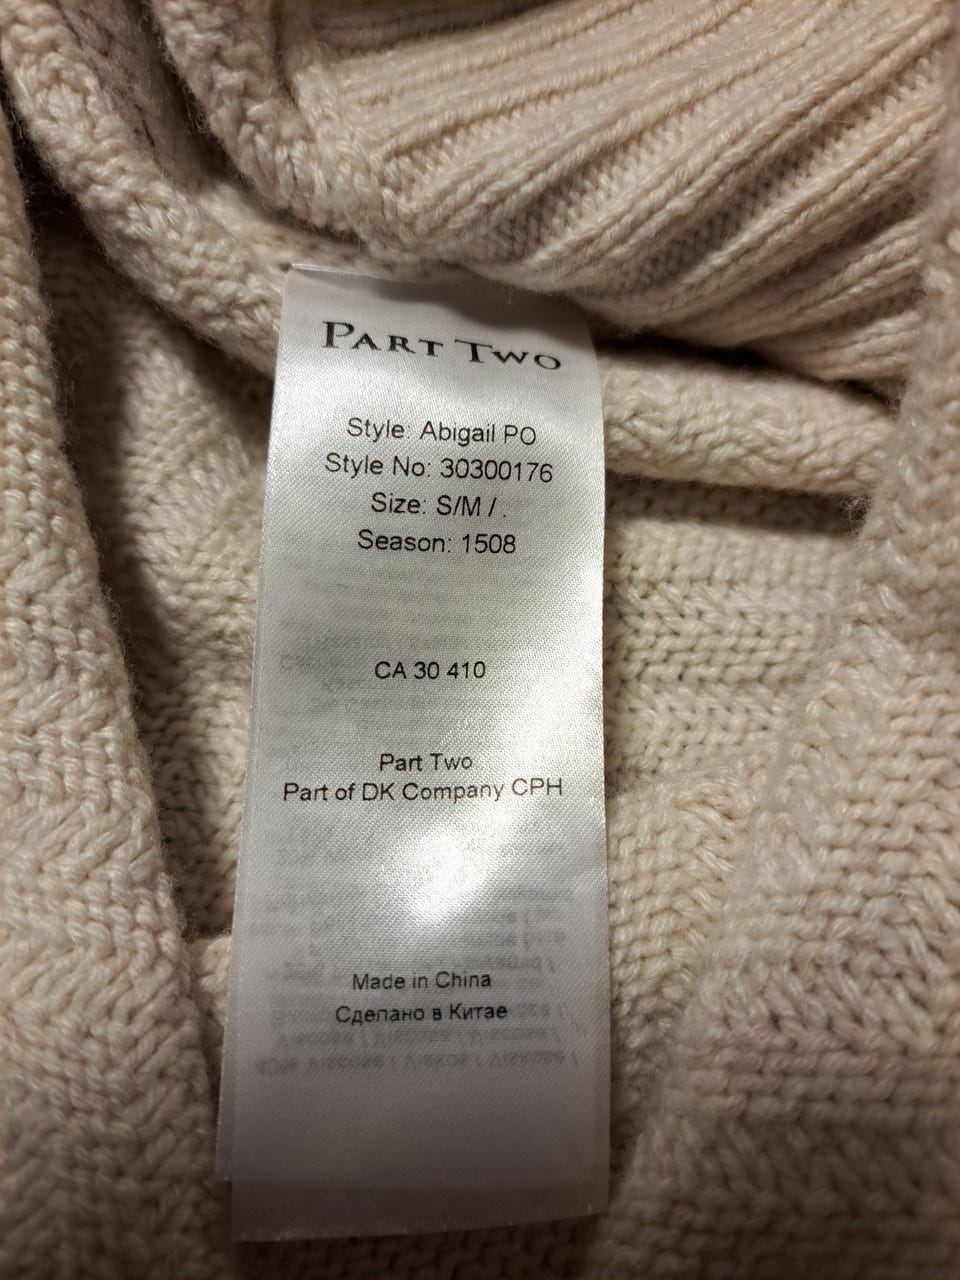 PART TWO
Style: Abigail PO
Style No: 30300176
Size: S/M / .
Season: 1508
CA 30 410
Part Two
Part of DK Company CPH
Made in China
Сделано в Китае